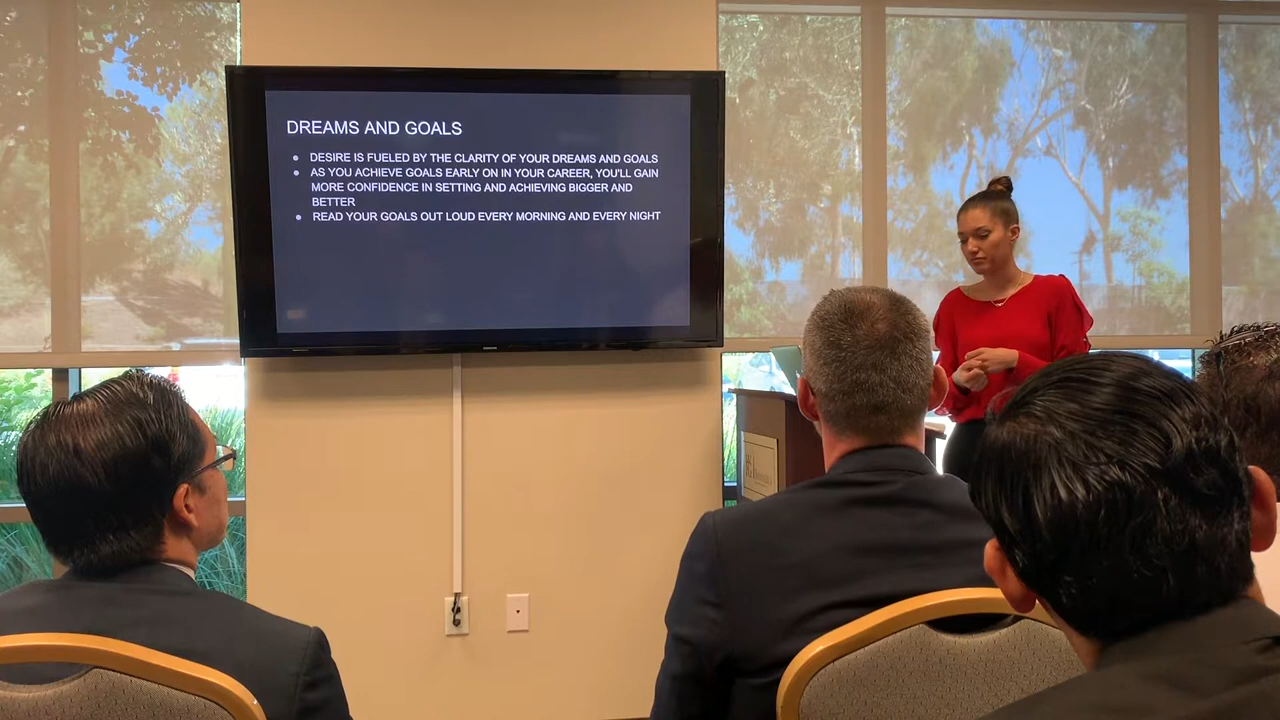 DREAMS AND GOALS
● DESIRE IS FUELED BY THE CLARITY OF YOUR DREAMS AND GOALS
● AS YOU ACHIEVE GOALS EARLY ON IN YOUR CAREER, YOU'LL GAIN
MORE CONFIDENCE IN SETTING AND ACHIEVING BIGGER AND
BETTER
● READ YOUR GOALS OUT LOUD EVERY MORNING AND EVERY NIGHT